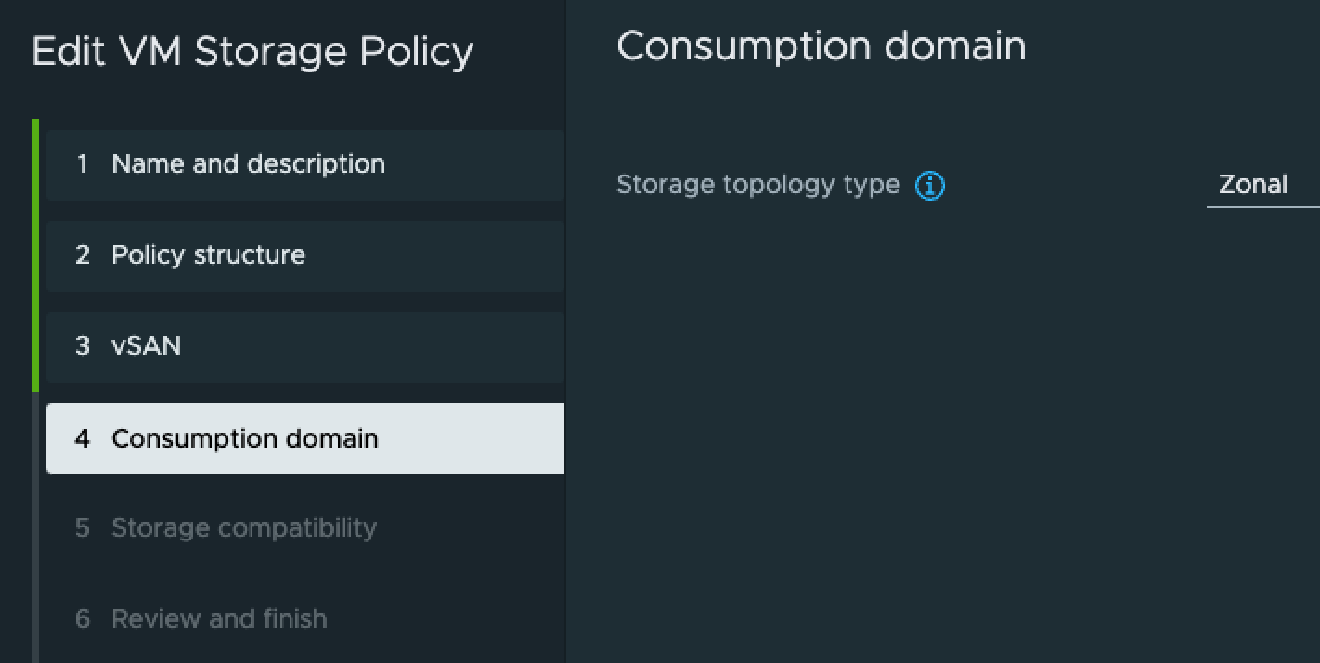 Edit VM Storage Policy
1 Name and description
2 Policy structure
3 vSAN
4 Consumption domain
5 Storage compatibility
6 Review and finish
Consumption domain
Storage topology type
Zonal